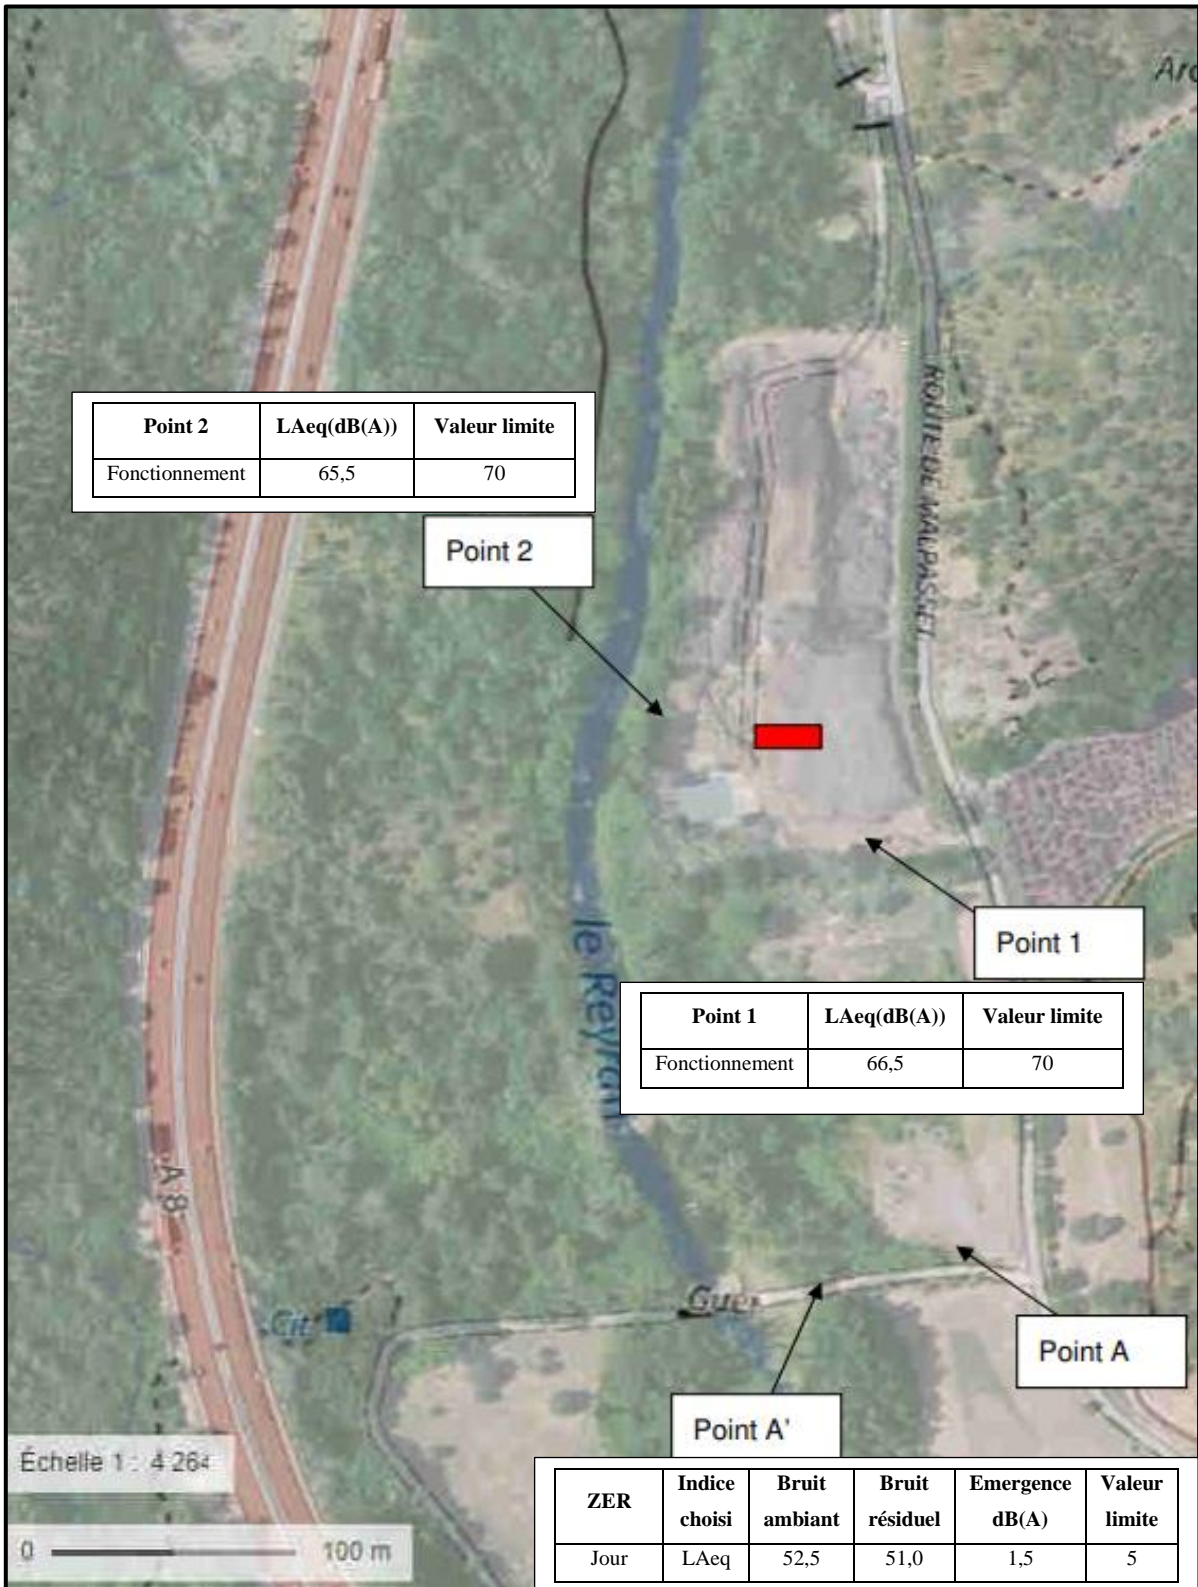 Arc
ROUTE DE MALPASSET
Point 2 LAeq(dB(A)) Valeur limite
Fonctionnement 65,5 70
Point 2
Point 1
le Reyran
Point 1 LAeq(dB(A)) Valeur limite
Fonctionnement 66,5 70
A 8
Gué
Cit
Point A
Point A'
Échelle 1 : 4 264
0 100 m
ZER Indice choisi Bruit ambiant Bruit résiduel Emergence dB(A) Valeur limite
Jour LAeq 52,5 51,0 1,5 5